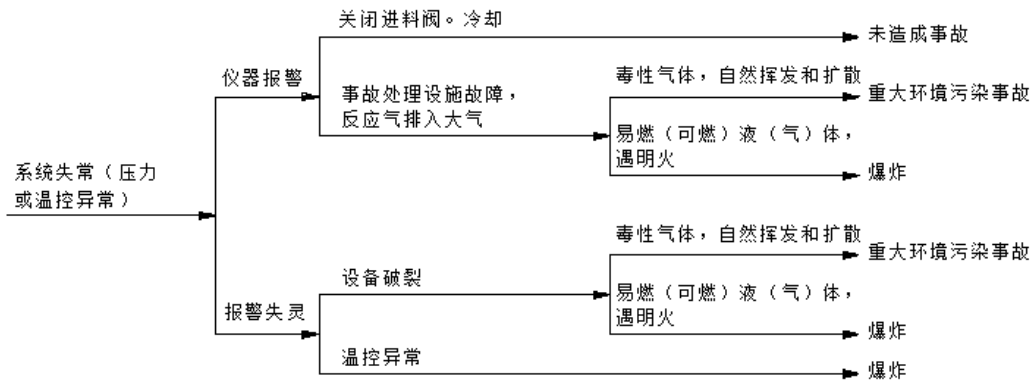 关闭进料阀。冷却
未造成事故
仪器报警
毒性气体，自然挥发和扩散
事故处理设施故障，
反应气排入大气
重大环境污染事故
易燃（可燃）液（气）体，
遇明火
爆炸
系统失常（压力
或温控异常）
毒性气体，自然挥发和扩散
重大环境污染事故
设备破裂
易燃（可燃）液（气）体，
遇明火
报警失灵
爆炸
温控异常
爆炸